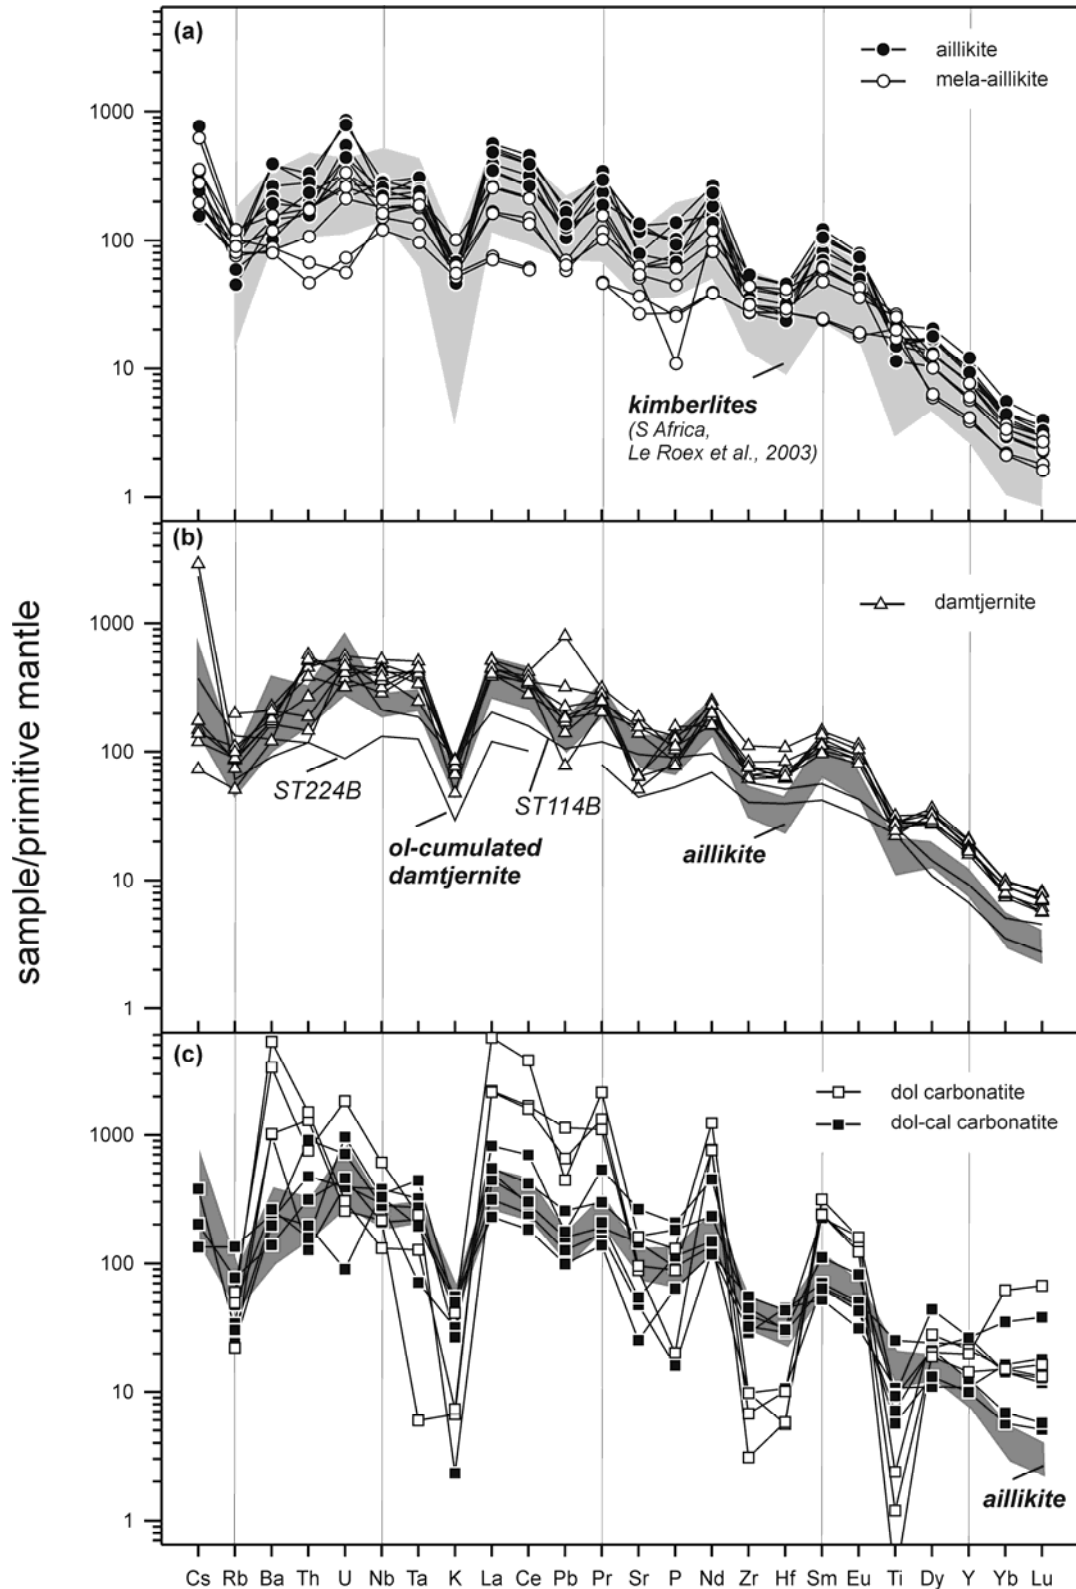 sample/primitive mantle
(a)
aillikite
mela-aillikite
1000
100
10
1
kimberlites
(S Africa,
Le Roex et al., 2003)
(b)
damtjernite
1000
100
10
1
ST224B
ST114B
ol-cumulated
damtjernite
aillikite
(c)
dol carbonatite
dol-cal carbonatite
1000
100
10
1
aillikite
Cs Rb Ba Th U Nb Ta K La Ce Pb Pr Sr P Nd Zr Hf Sm Eu Ti Dy Y Yb Lu